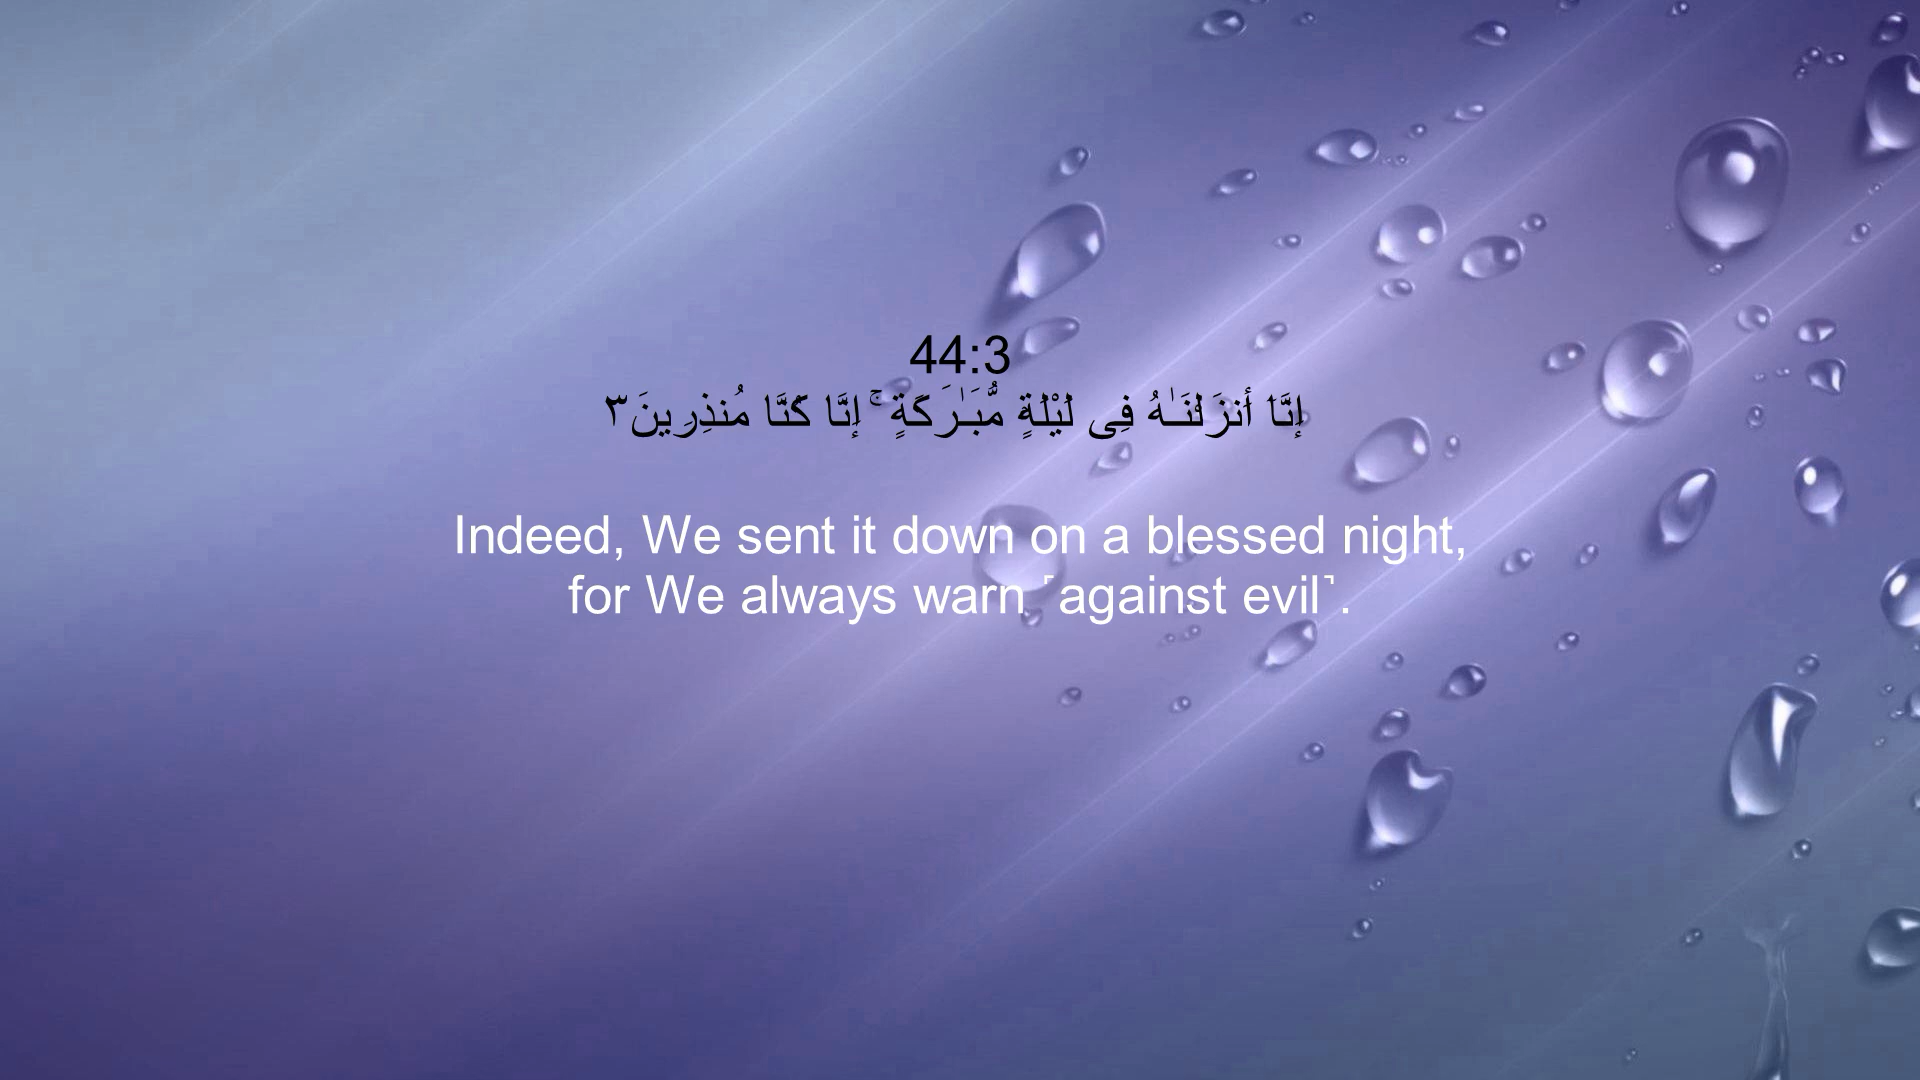 44:3
إِنَّآ أَنزَلْنَـٰهُ فِى لَيْلَةٍۢ مُّبَـٰرَكَةٍ ۚ إِنَّا كُنَّا مُنذِرِينَ ٣
Indeed, We sent it down on a blessed night,
for We always warn ˹against evil˺.